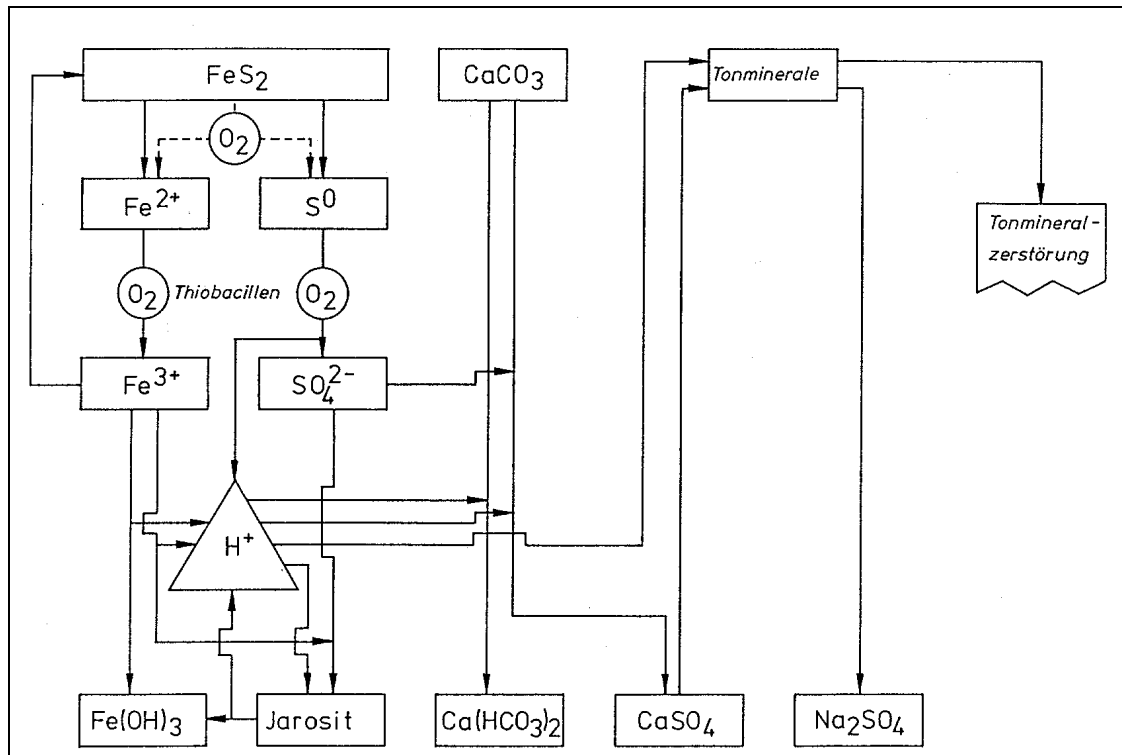 FeS₂
CaCO₃
Tonminerale
O₂
Fe²⁺
S⁰
Tonmineral-
zerstörung
O₂
Thiobacillen
O₂
Fe³⁺
SO₄²⁻
H⁺
Fe(OH)₃
Jarosit
Ca(HCO₃)₂
CaSO₄
Na₂SO₄